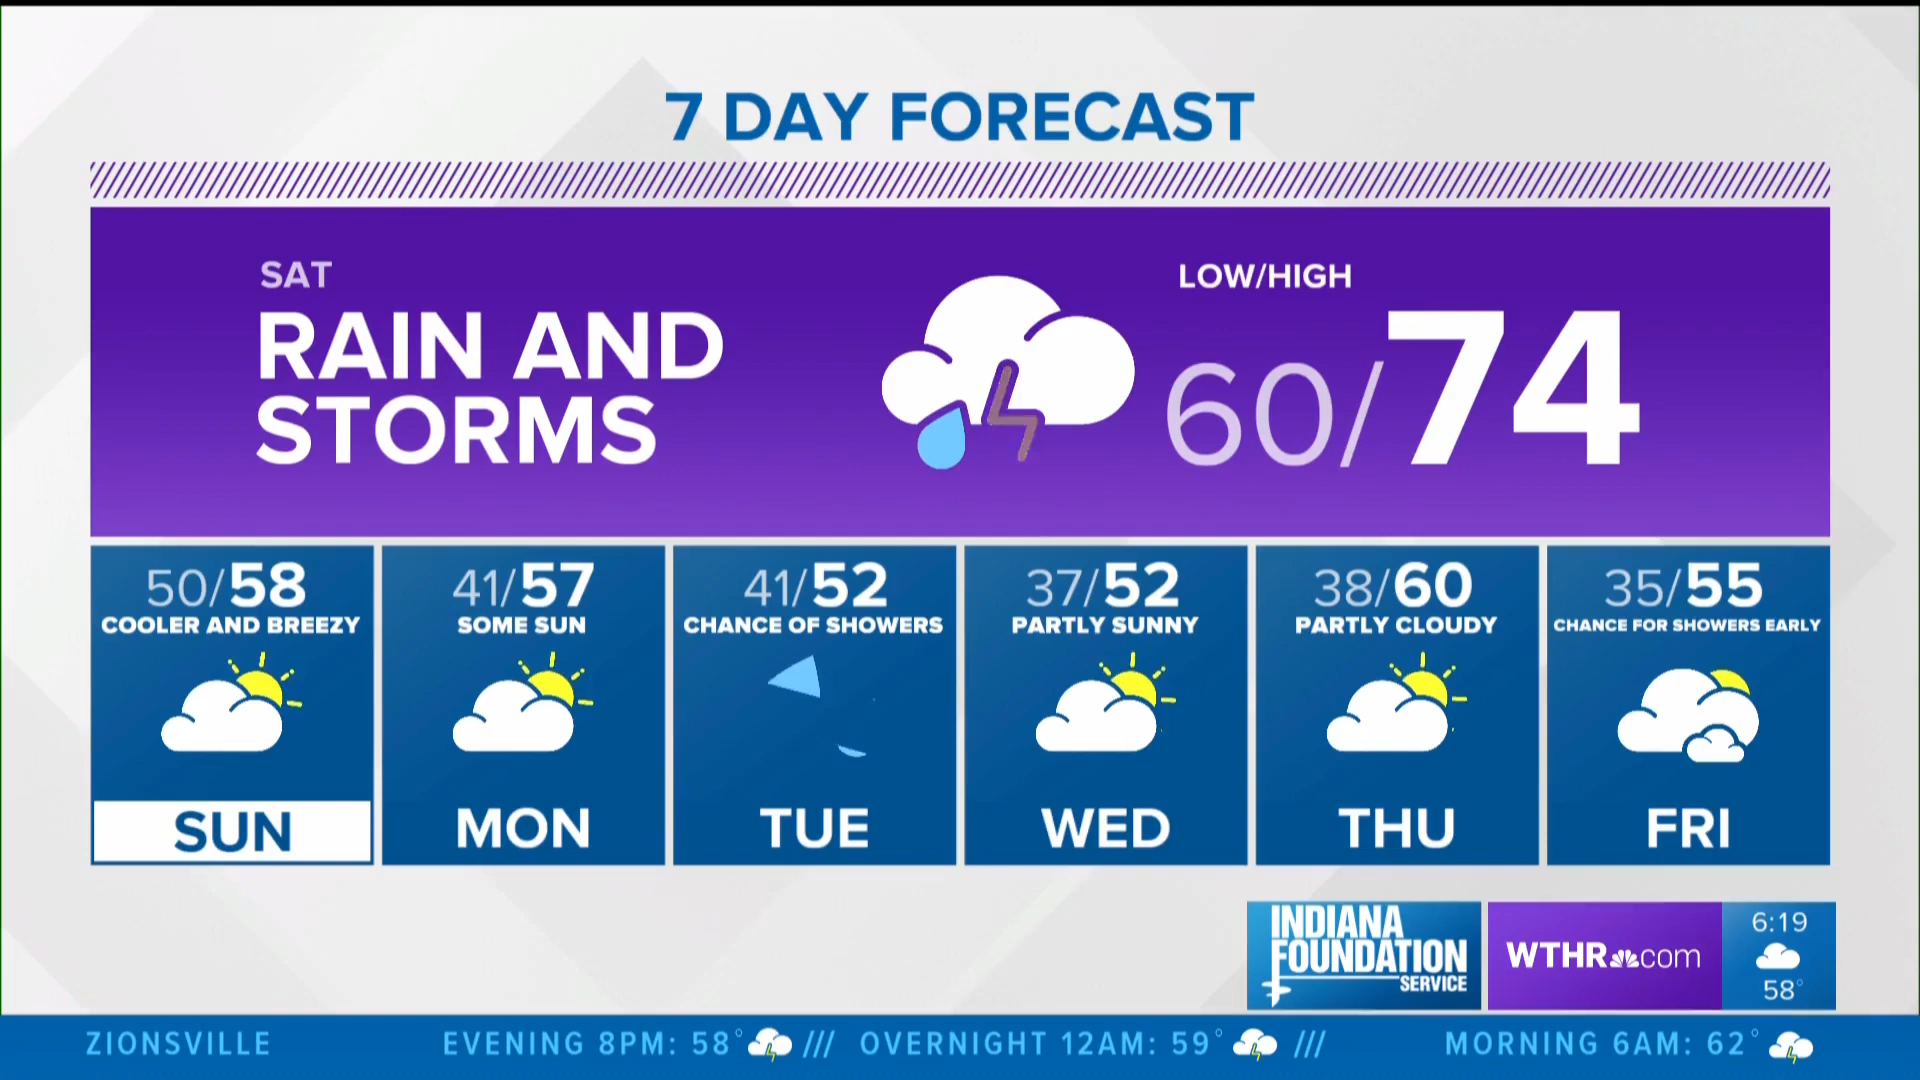 7 DAY FORECAST
SAT
RAIN AND
STORMS
LOW/HIGH
60/74
50/58
COOLER AND BREEZY
SUN
41/57
SOME SUN
MON
41/52
CHANCE OF SHOWERS
TUE
37/52
PARTLY SUNNY
WED
38/60
PARTLY CLOUDY
THU
35/55
CHANCE FOR SHOWERS EARLY
FRI
INDIANA
FOUNDATION
SERVICE
WTHR.com
6:19
58°
ZIONSVILLE EVENING 8PM: 58° /// OVERNIGHT 12AM: 59° /// MORNING 6AM: 62°